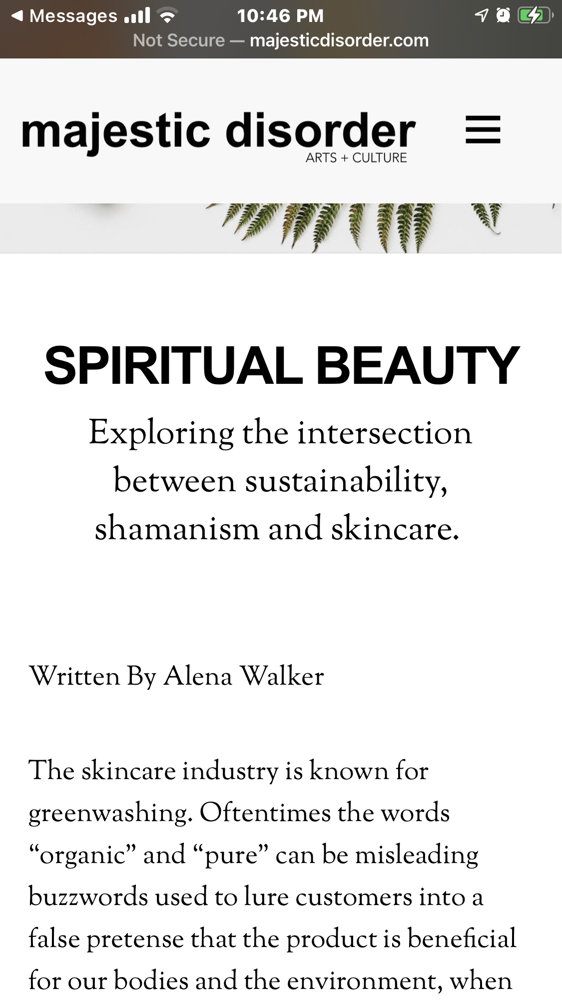 Messages 10:46 PM
Not Secure — majesticdisorder.com
majestic disorder
ARTS + CULTURE
SPIRITUAL BEAUTY
Exploring the intersection
between sustainability,
shamanism and skincare.
Written By Alena Walker
The skincare industry is known for
greenwashing. Oftentimes the words
“organic” and “pure” can be misleading
buzzwords used to lure customers into a
false pretense that the product is beneficial
for our bodies and the environment, when